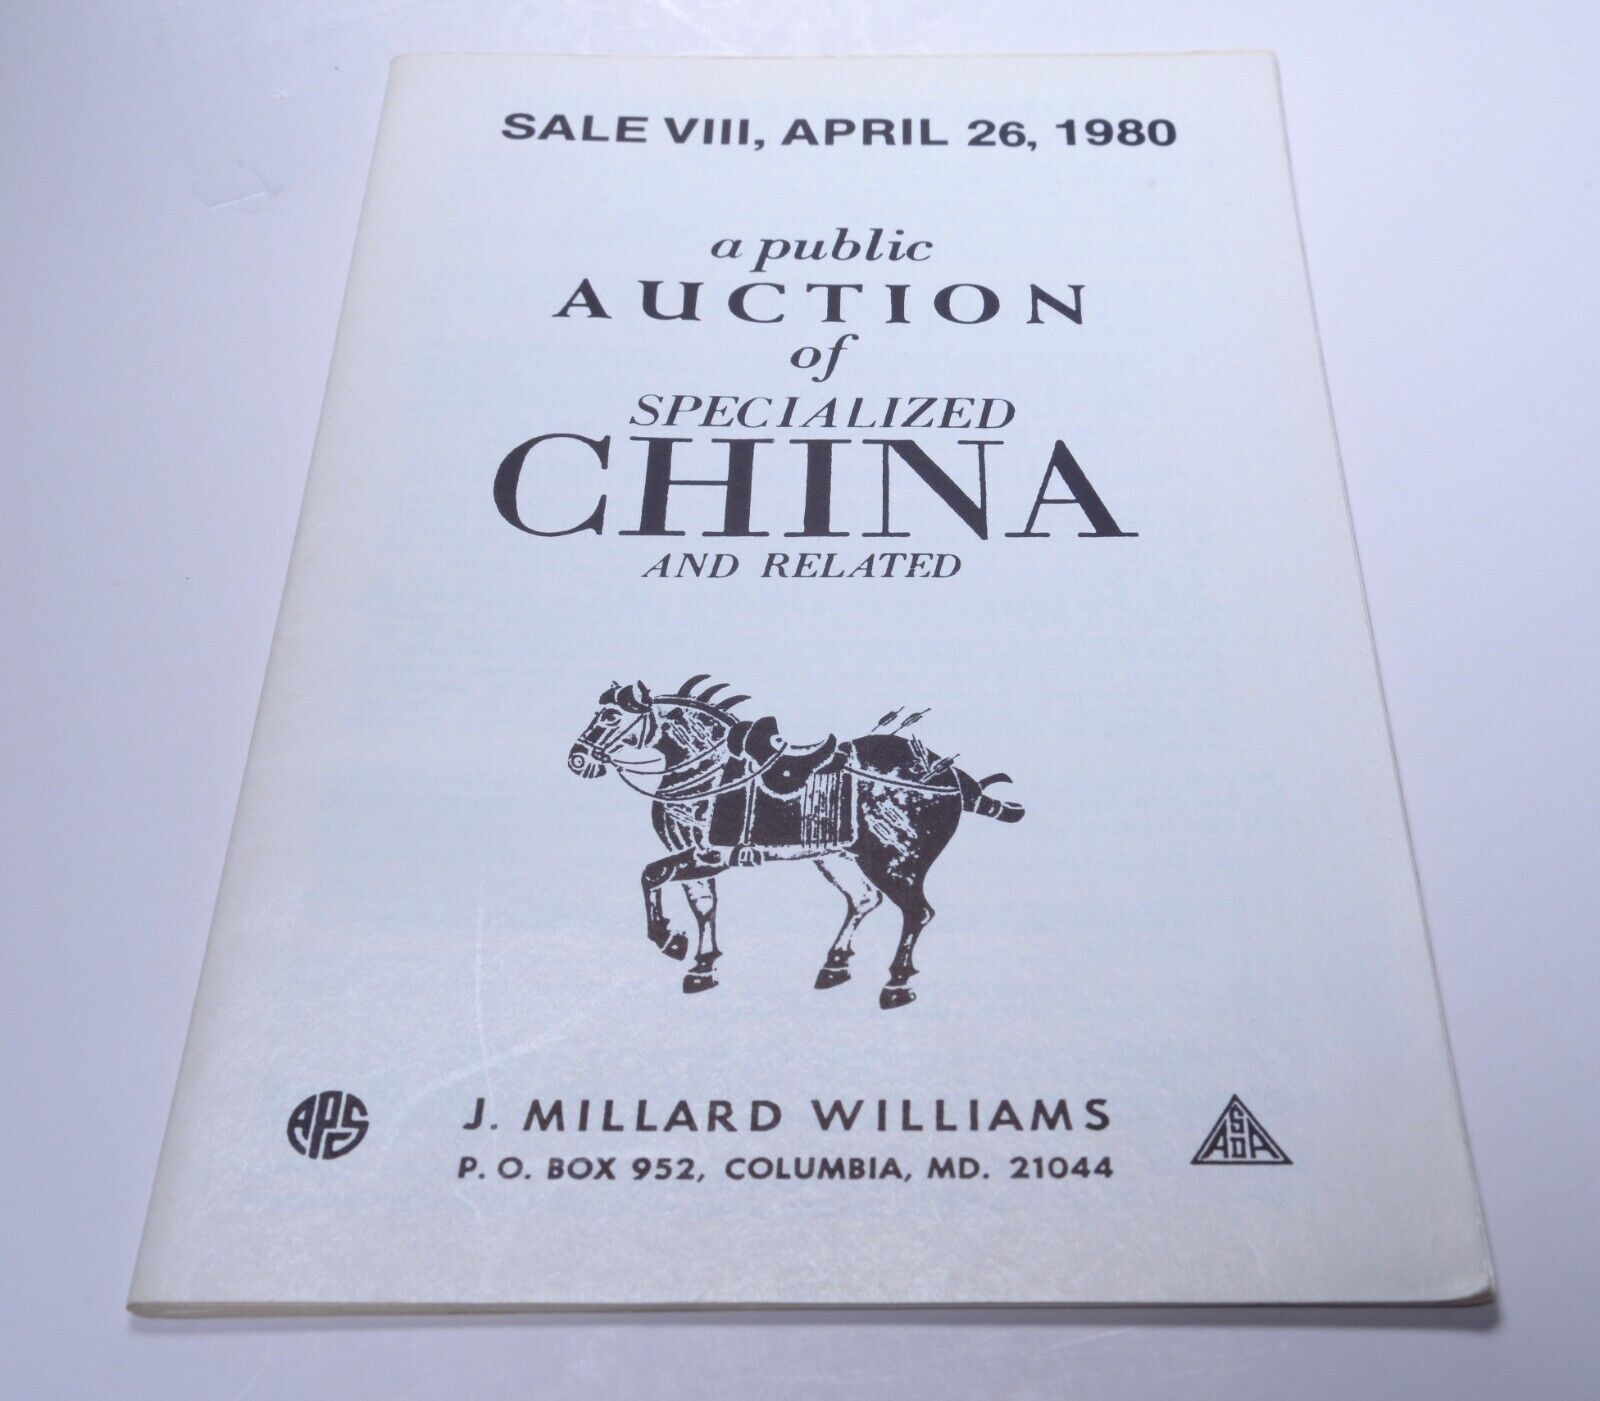 SALE VIII, APRIL 26, 1980
a public
AUCTION
of
SPECIALIZED
CHINA
AND RELATED
APS
J. MILLARD WILLIAMS
P. O. BOX 952, COLUMBIA, MD. 21044
ASDA